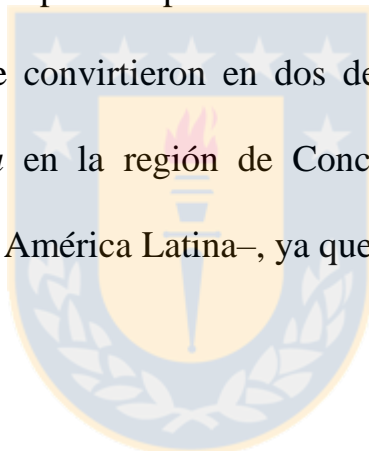 e convirtieron en dos de
en la región de Conc
América Latina–, ya que